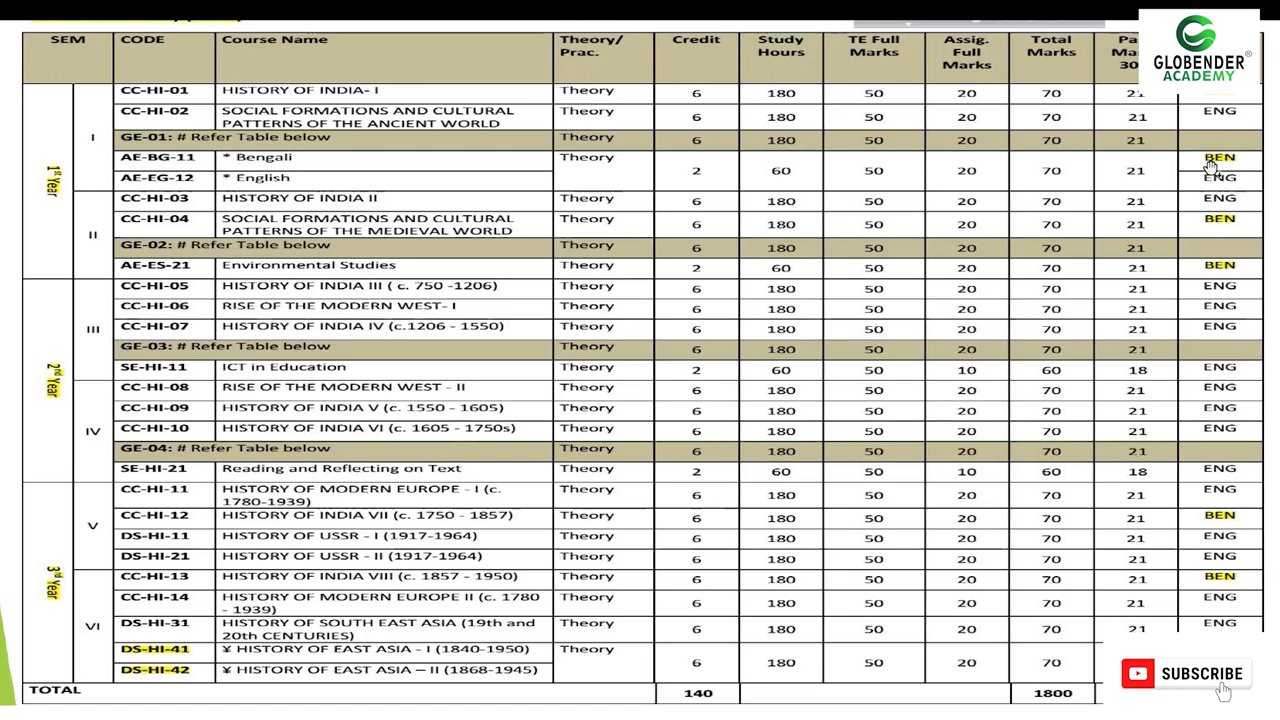 SEM CODE Course Name Theory/ Prac. Credit Study Hours TE Full Marks Assig. Full Marks Total Marks 30
GLOBENDER ®
ACADEMY
1st Year
I
CC-HI-01 HISTORY OF INDIA- I Theory 6 180 50 20 70 21
CC-HI-02 SOCIAL FORMATIONS AND CULTURAL PATTERNS OF THE ANCIENT WORLD Theory 6 180 50 20 70 21 ENG
GE-01: # Refer Table below Theory 6 180 50 20 70 21
AE-BG-11 * Bengali Theory 2 60 50 20 70 21 BEN
AE-EG-12 * English ENG
II
CC-HI-03 HISTORY OF INDIA II Theory 6 180 50 20 70 21 ENG
CC-HI-04 SOCIAL FORMATIONS AND CULTURAL PATTERNS OF THE MEDIEVAL WORLD Theory 6 180 50 20 70 21 BEN
GE-02: # Refer Table below Theory 6 180 50 20 70 21
AE-ES-21 Environmental Studies Theory 2 60 50 20 70 21 BEN
2nd Year
III
CC-HI-05 HISTORY OF INDIA III ( c. 750 -1206) Theory 6 180 50 20 70 21 ENG
CC-HI-06 RISE OF THE MODERN WEST- I Theory 6 180 50 20 70 21 ENG
CC-HI-07 HISTORY OF INDIA IV (c.1206 - 1550) Theory 6 180 50 20 70 21 ENG
GE-03: # Refer Table below Theory 6 180 50 20 70 21
SE-HI-11 ICT in Education Theory 2 60 50 10 60 18 ENG
IV
CC-HI-08 RISE OF THE MODERN WEST - II Theory 6 180 50 20 70 21 ENG
CC-HI-09 HISTORY OF INDIA V (c. 1550 - 1605) Theory 6 180 50 20 70 21 ENG
CC-HI-10 HISTORY OF INDIA VI (c. 1605 - 1750s) Theory 6 180 50 20 70 21 ENG
GE-04: # Refer Table below Theory 6 180 50 20 70 21
SE-HI-21 Reading and Reflecting on Text Theory 2 60 50 10 60 18 ENG
3rd Year
V
CC-HI-11 HISTORY OF MODERN EUROPE - I (c. 1780-1939) Theory 6 180 50 20 70 21 ENG
CC-HI-12 HISTORY OF INDIA VII (c. 1750 - 1857) Theory 6 180 50 20 70 21 BEN
DS-HI-11 HISTORY OF USSR - I (1917-1964) Theory 6 180 50 20 70 21 ENG
DS-HI-21 HISTORY OF USSR - II (1917-1964) Theory 6 180 50 20 70 21 ENG
VI
CC-HI-13 HISTORY OF INDIA VIII (c. 1857 - 1950) Theory 6 180 50 20 70 21 BEN
CC-HI-14 HISTORY OF MODERN EUROPE II (c. 1780 - 1939) Theory 6 180 50 20 70 21 ENG
DS-HI-31 HISTORY OF SOUTH EAST ASIA (19th and 20th CENTURIES) Theory 6 180 50 20 70 21 ENG
DS-HI-41 ¥ HISTORY OF EAST ASIA - I (1840-1950) Theory 6 180 50 20 70
DS-HI-42 ¥ HISTORY OF EAST ASIA – II (1868-1945)
TOTAL 140 1800
SUBSCRIBE